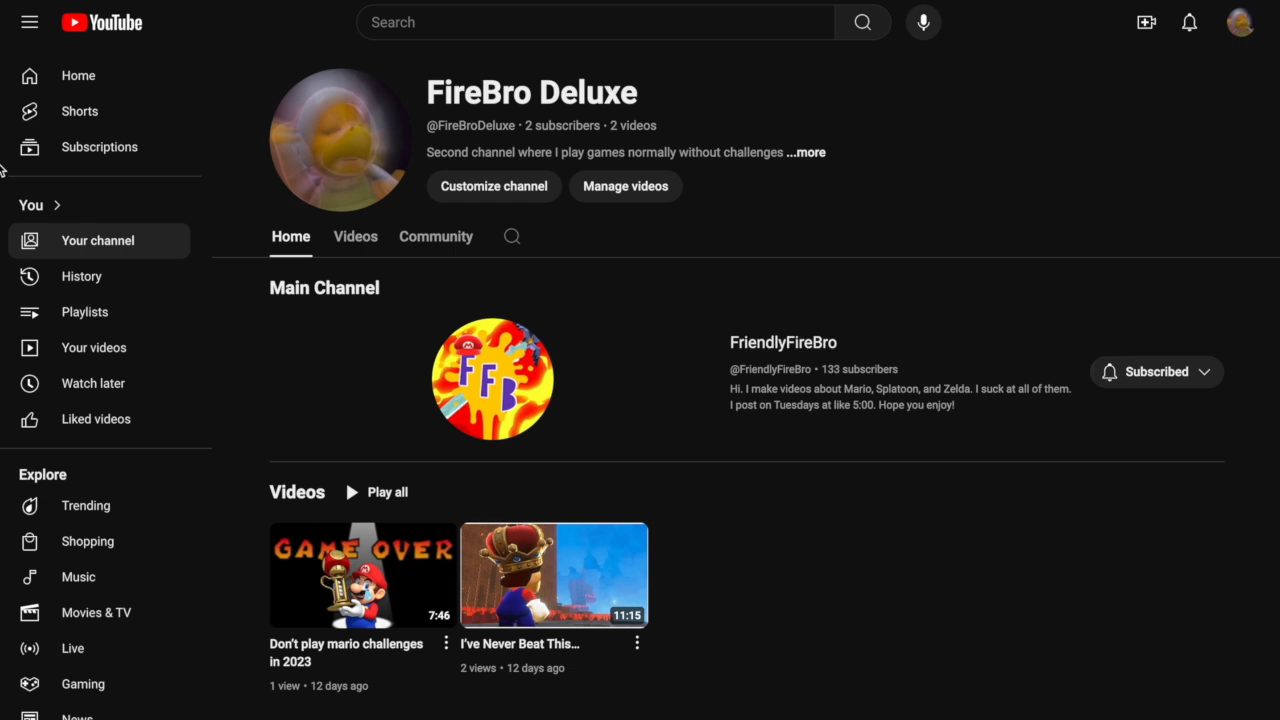 YouTube
Search
Home
Shorts
Subscriptions
You
Your channel
History
Playlists
Your videos
Watch later
Liked videos
Explore
Trending
Shopping
Music
Movies & TV
Live
Gaming
News
FireBro Deluxe
@FireBroDeluxe · 2 subscribers · 2 videos
Second channel where I play games normally without challenges ...more
Customize channel Manage videos
Home Videos Community
Main Channel
FFB
FriendlyFireBro
@FriendlyFireBro • 133 subscribers
Hi. I make videos about Mario, Splatoon, and Zelda. I suck at all of them.
I post on Tuesdays at like 5:00. Hope you enjoy!
Subscribed
Videos Play all
GAME OVER
7:46
Don't play mario challenges
in 2023
1 view • 12 days ago
11:15
I've Never Beat This...
2 views • 12 days ago